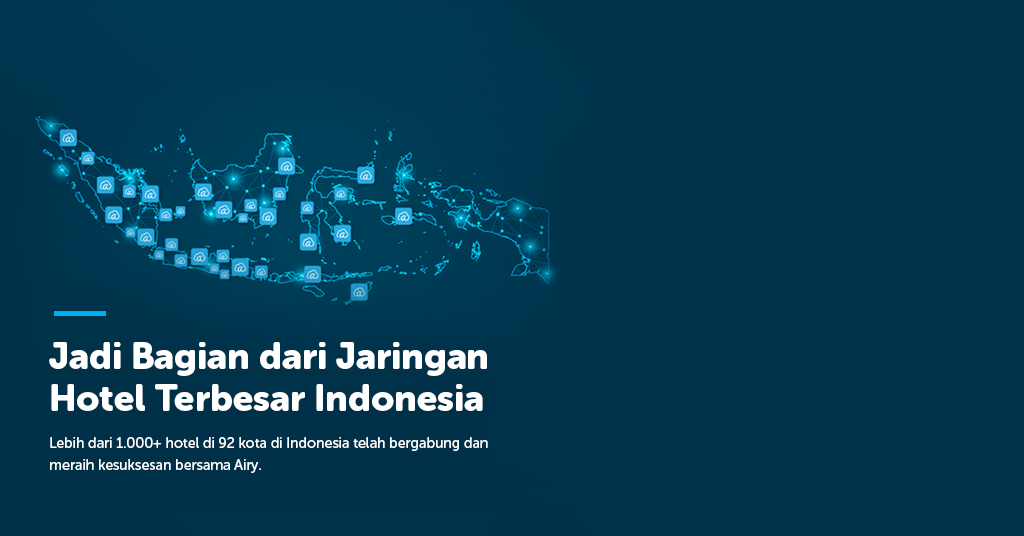 Jadi Bagian dari Jaringan
Hotel Terbesar Indonesia
Lebih dari 1.000+ hotel di 92 kota di Indonesia telah bergabung dan
meraih kesuksesan bersama Airy.